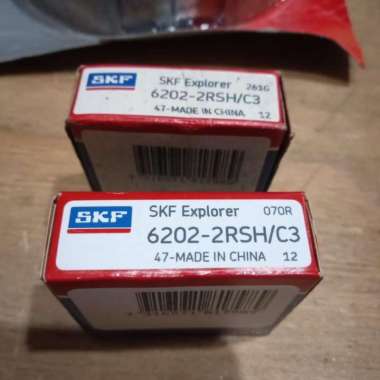 SKF
SKF Explorer 261G
6202-2RSH/C3
47-MADE IN CHINA 12
SKF
SKF Explorer 070R
6202-2RSH/C3
47-MADE IN CHINA 12